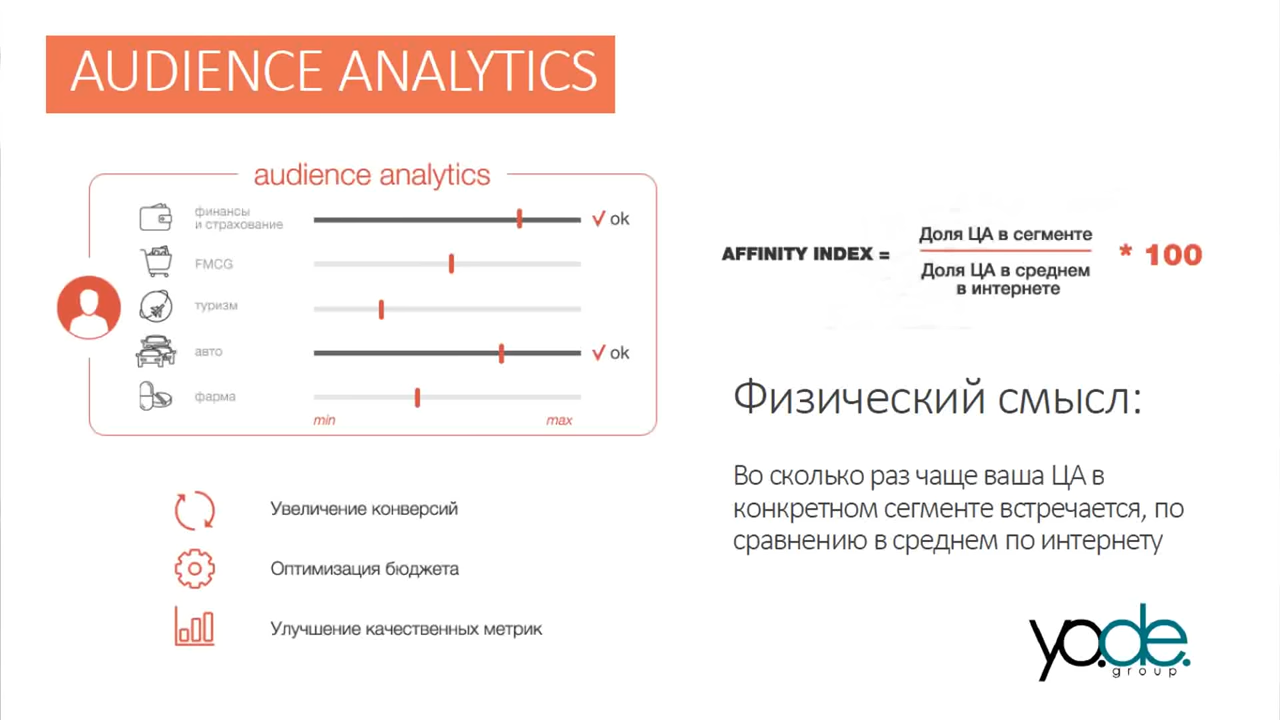 AUDIENCE ANALYTICS
audience analytics
финансы
и страхование
ok
FMCG
туризм
авто
ok
фарма
min
max
Увеличение конверсий
Оптимизация бюджета
Улучшение качественных метрик
AFFINITY INDEX =
Доля ЦА в сегменте
Доля ЦА в среднем
в интернете
* 100
Физический смысл:
Во сколько раз чаще ваша ЦА в
конкретном сегменте встречается, по
сравнению в среднем по интернету
yo.de.
group